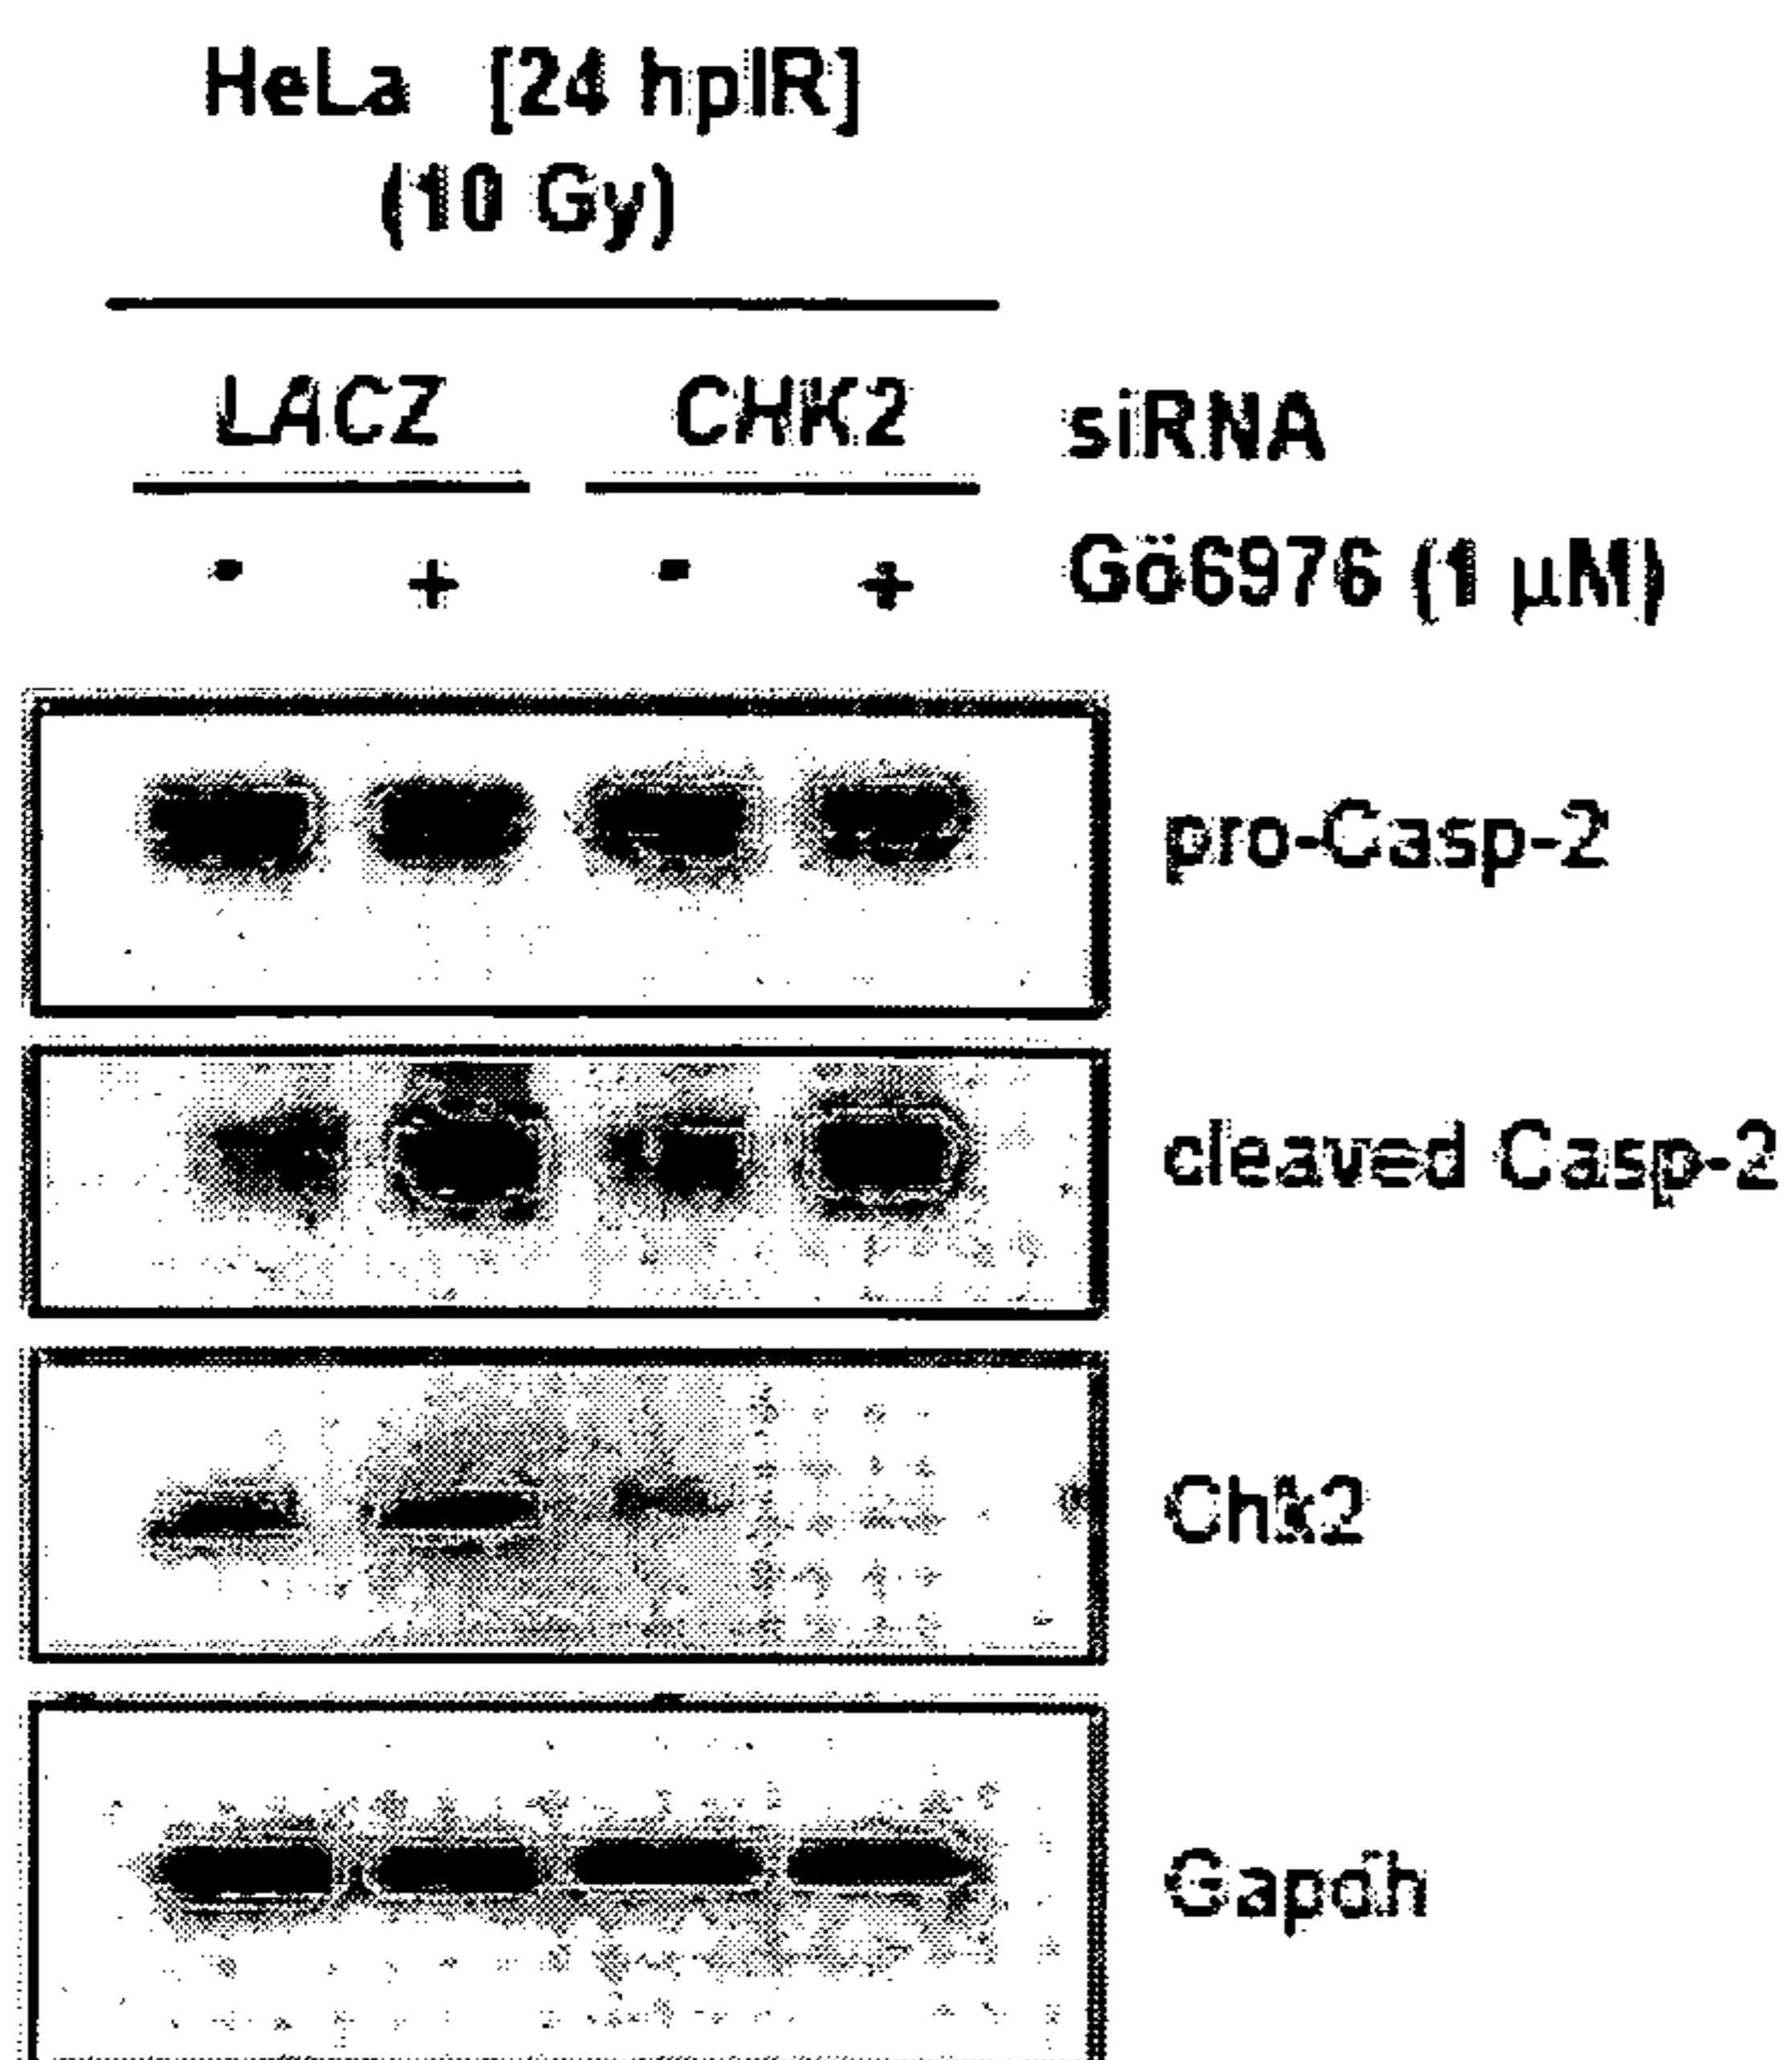 HeLa [24 hpIR]
(10 Gy)
LACZ CHK2 siRNA
- + - + Gö6976 (1 µM)
pro-Casp-2
cleaved Casp-2
Chk2
Gapdh